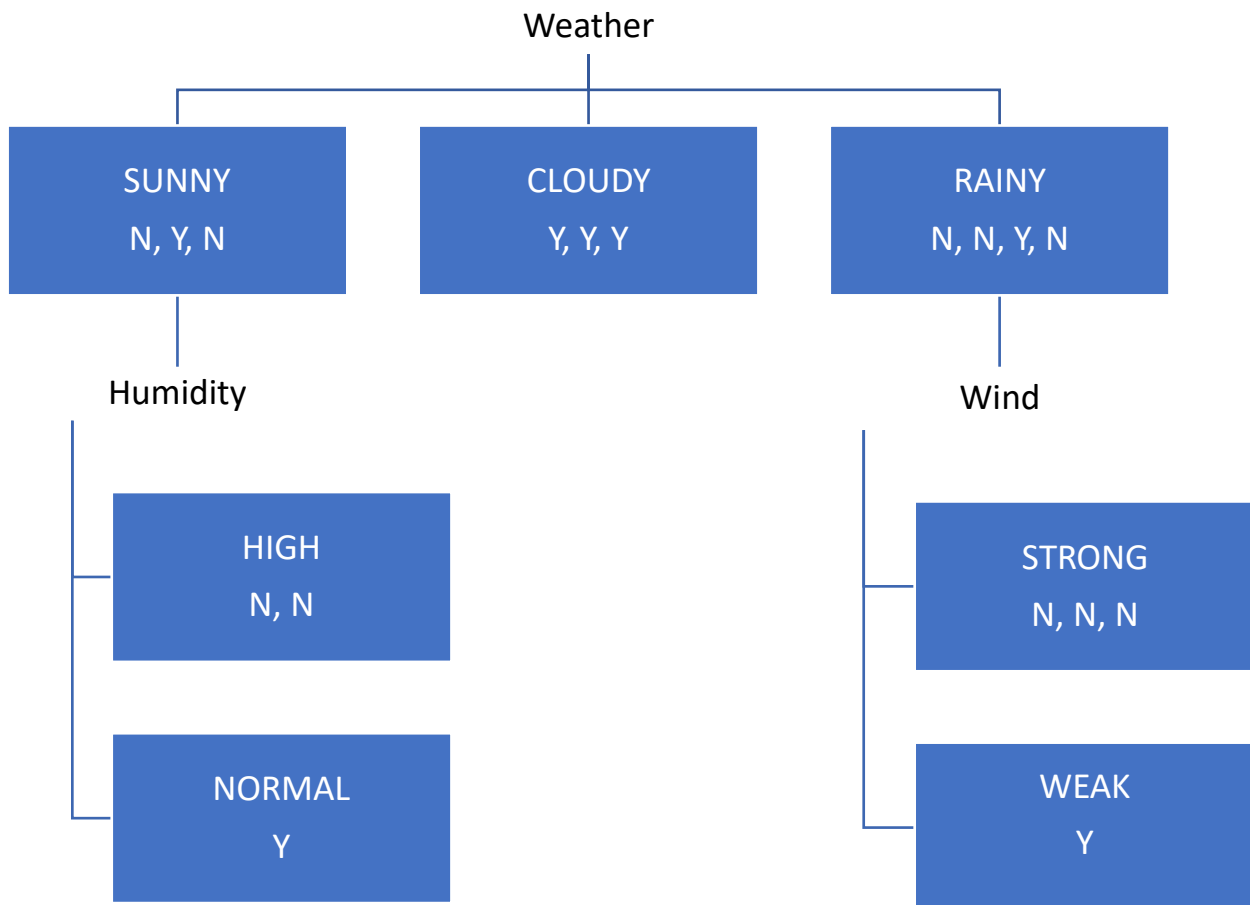 Weather
SUNNY
N, Y, N
CLOUDY
Y, Y, Y
RAINY
N, N, Y, N
Humidity
Wind
HIGH
N, N
STRONG
N, N, N
NORMAL
Y
WEAK
Y